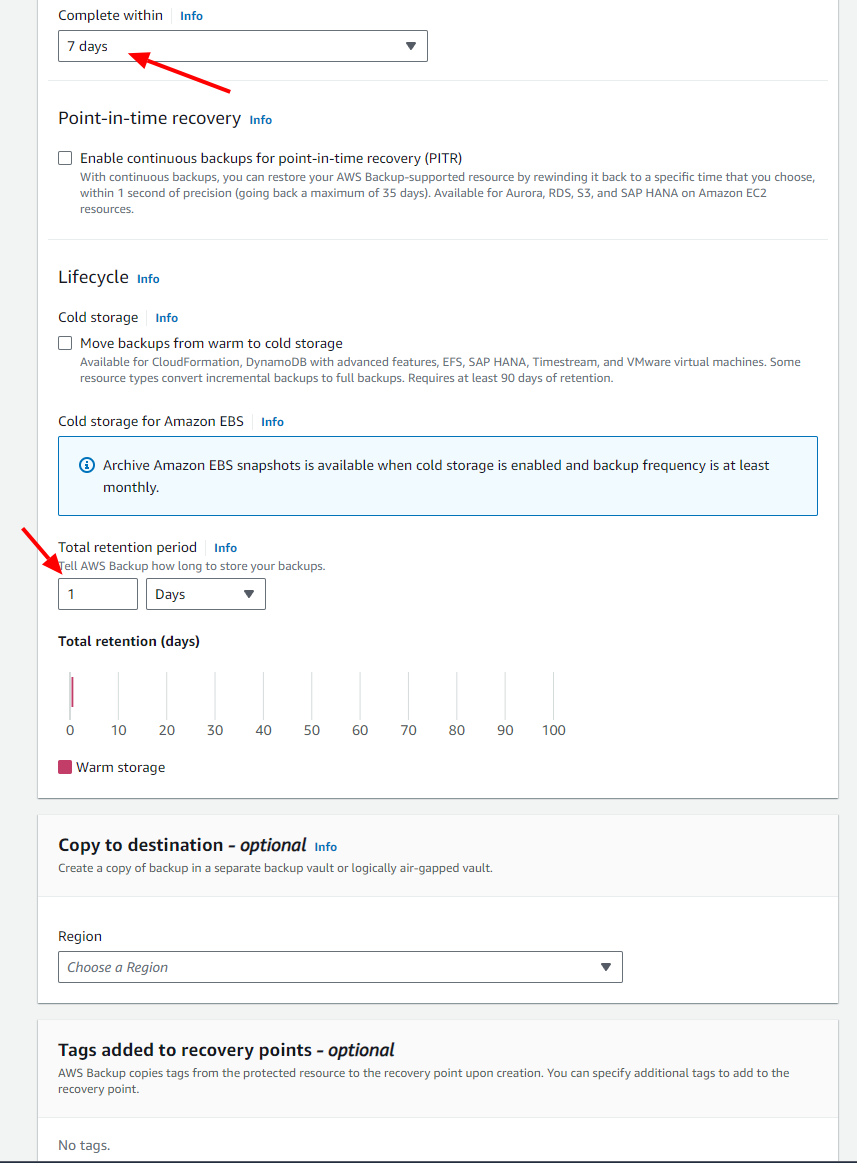 Complete within Info
7 days
Point-in-time recovery Info
Enable continuous backups for point-in-time recovery (PITR)
With continuous backups, you can restore your AWS Backup-supported resource by rewinding it back to a specific time that you choose,
within 1 second of precision (going back a maximum of 35 days). Available for Aurora, RDS, S3, and SAP HANA on Amazon EC2
resources.
Lifecycle Info
Cold storage Info
Move backups from warm to cold storage
Available for CloudFormation, DynamoDB with advanced features, EFS, SAP HANA, Timestream, and VMware virtual machines. Some
resource types convert incremental backups to full backups. Requires at least 90 days of retention.
Cold storage for Amazon EBS Info
Archive Amazon EBS snapshots is available when cold storage is enabled and backup frequency is at least
monthly.
Total retention period Info
Tell AWS Backup how long to store your backups.
1 Days
Total retention (days)
0 10 20 30 40 50 60 70 80 90 100
Warm storage
Copy to destination - optional Info
Create a copy of backup in a separate backup vault or logically air-gapped vault.
Region
Choose a Region
Tags added to recovery points - optional
AWS Backup copies tags from the protected resource to the recovery point upon creation. You can specify additional tags to add to the
recovery point.
No tags.